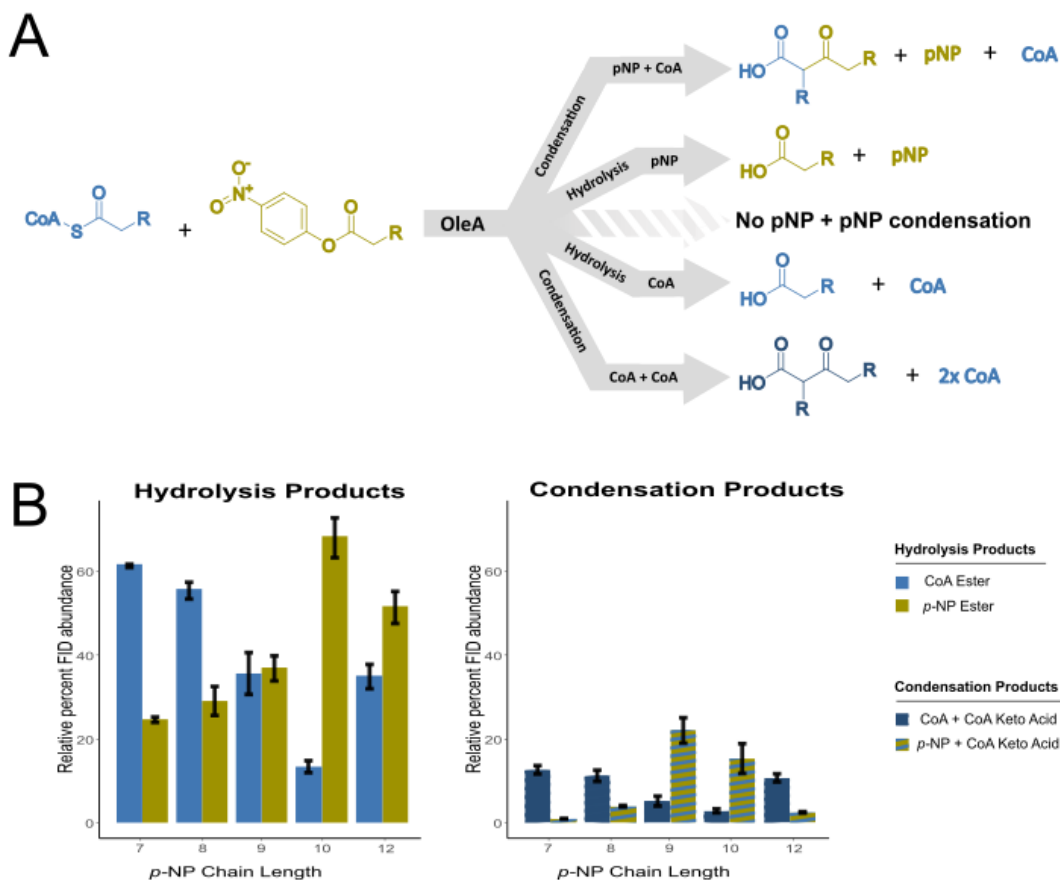 A
CoA
S
O
R
+
O⁻
N⁺
O
O
O
R
OleA
Condensation
pNP + CoA
O
O
HO
R
R
+ pNP + CoA
Hydrolysis
pNP
O
HO
R
+ pNP
No pNP + pNP condensation
Hydrolysis
CoA
O
HO
R
+ CoA
Condensation
CoA + CoA
O
O
HO
R
R
+ 2x CoA
B
Hydrolysis Products
Relative percent FID abundance
60
40
20
0
7 8 9 10 12
p-NP Chain Length
Condensation Products
Relative percent FID abundance
60
40
20
0
7 8 9 10 12
p-NP Chain Length
Hydrolysis Products
CoA Ester
p-NP Ester
Condensation Products
CoA + CoA Keto Acid
p-NP + CoA Keto Acid